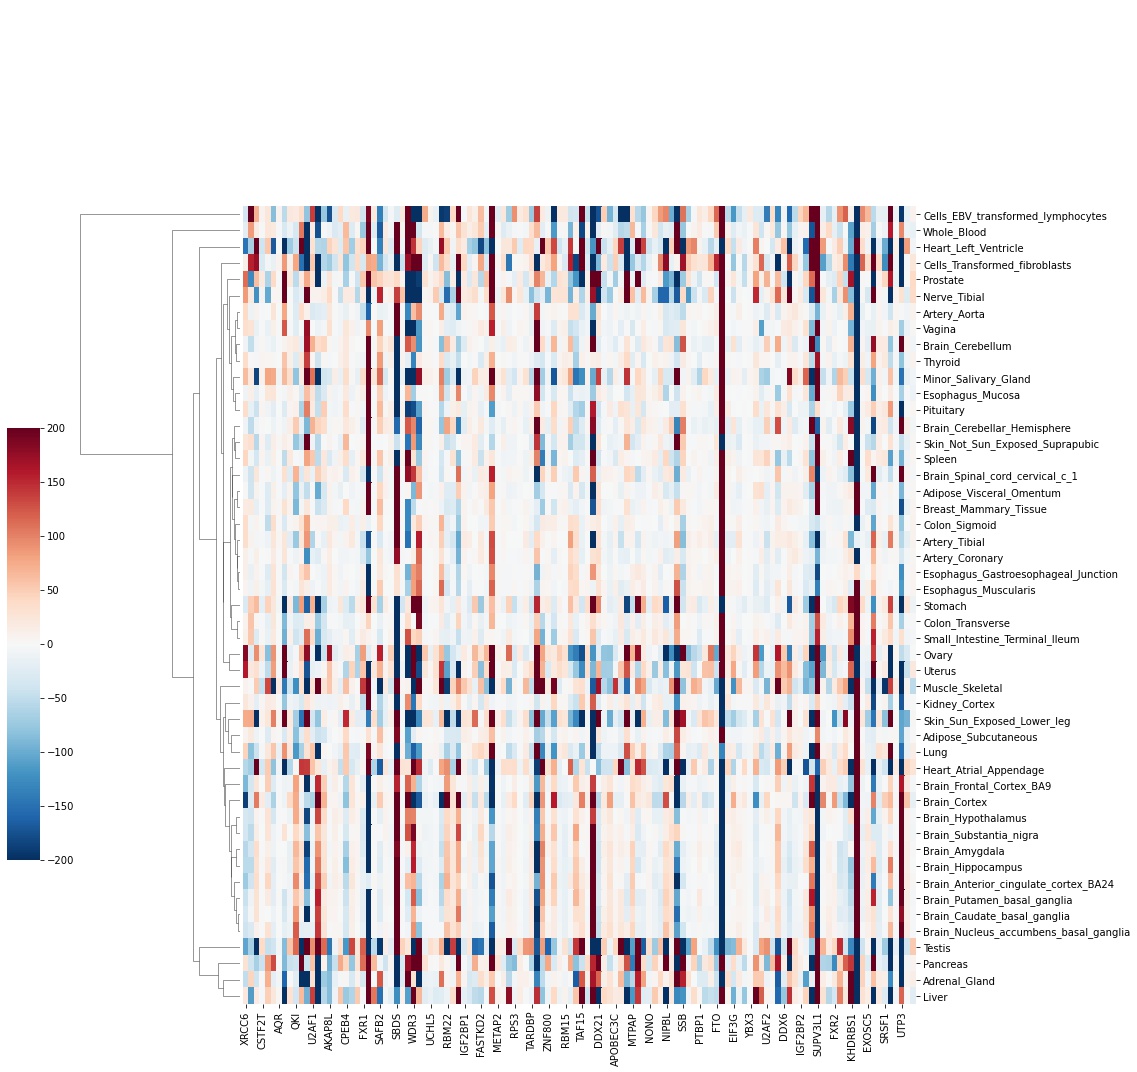 Cells_EBV_transformed_lymphocytes
Whole_Blood
Heart_Left_Ventricle
Cells_Transformed_fibroblasts
Prostate
Nerve_Tibial
Artery_Aorta
Vagina
Brain_Cerebellum
Thyroid
Minor_Salivary_Gland
Esophagus_Mucosa
Pituitary
Brain_Cerebellar_Hemisphere
Skin_Not_Sun_Exposed_Suprapubic
Spleen
Brain_Spinal_cord_cervical_c_1
Adipose_Visceral_Omentum
Breast_Mammary_Tissue
Colon_Sigmoid
Artery_Tibial
Artery_Coronary
Esophagus_Gastroesophageal_Junction
Esophagus_Muscularis
Stomach
Colon_Transverse
Small_Intestine_Terminal_Ileum
Ovary
Uterus
Muscle_Skeletal
Kidney_Cortex
Skin_Sun_Exposed_Lower_leg
Adipose_Subcutaneous
Lung
Heart_Atrial_Appendage
Brain_Frontal_Cortex_BA9
Brain_Cortex
Brain_Hypothalamus
Brain_Substantia_nigra
Brain_Amygdala
Brain_Hippocampus
Brain_Anterior_cingulate_cortex_BA24
Brain_Putamen_basal_ganglia
Brain_Caudate_basal_ganglia
Brain_Nucleus_accumbens_basal_ganglia
Testis
Pancreas
Adrenal_Gland
Liver
200
150
100
50
0
−50
−100
−150
−200
XRCC6
CSTF2T
AQR
QKI
U2AF1
AKAP8L
CPEB4
FXR1
SAFB2
SBDS
WDR3
UCHL5
RBM22
IGF2BP1
FASTKD2
METAP2
RPS3
TARDBP
ZNF800
RBM15
TAF15
DDX21
APOBEC3C
MTPAP
NONO
NIPBL
SSB
PTBP1
FTO
EIF3G
YBX3
U2AF2
DDX6
IGF2BP2
SUPV3L1
FXR2
KHDRBS1
EXOSC5
SRSF1
UTP3